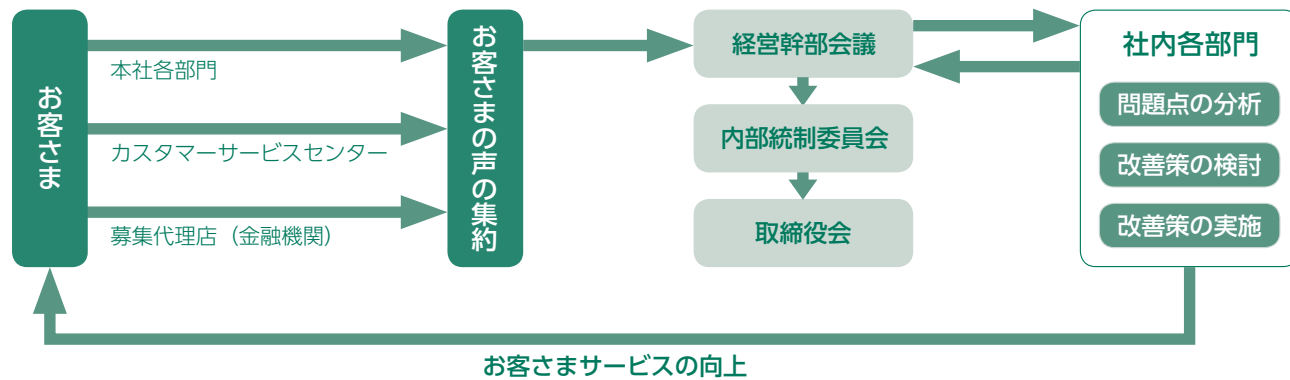 お客さま
本社各部門
カスタマーサービスセンター
募集代理店（金融機関）
お客さまの声の集約
経営幹部会議
内部統制委員会
取締役会
社内各部門
問題点の分析
改善策の検討
改善策の実施
お客さまサービスの向上